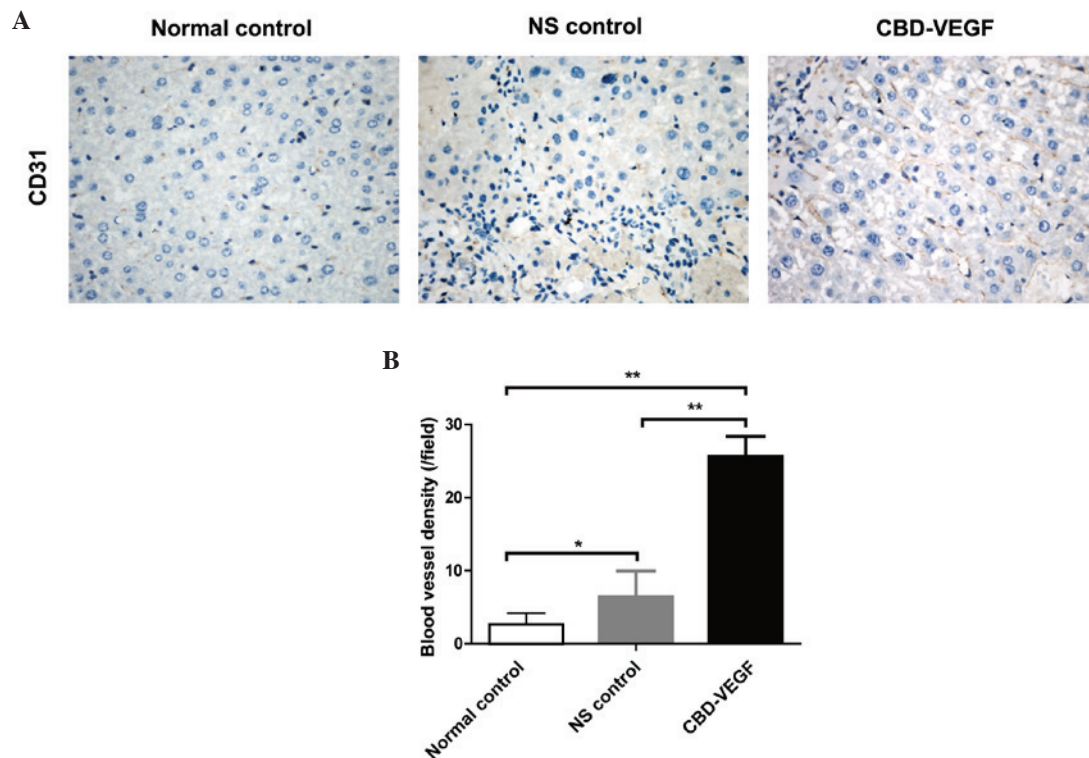 A
Normal control
NS control
CBD-VEGF
CD31
B
**
**
*
Blood vessel density (/field)
30
20
10
0
Normal control
NS control
CBD-VEGF